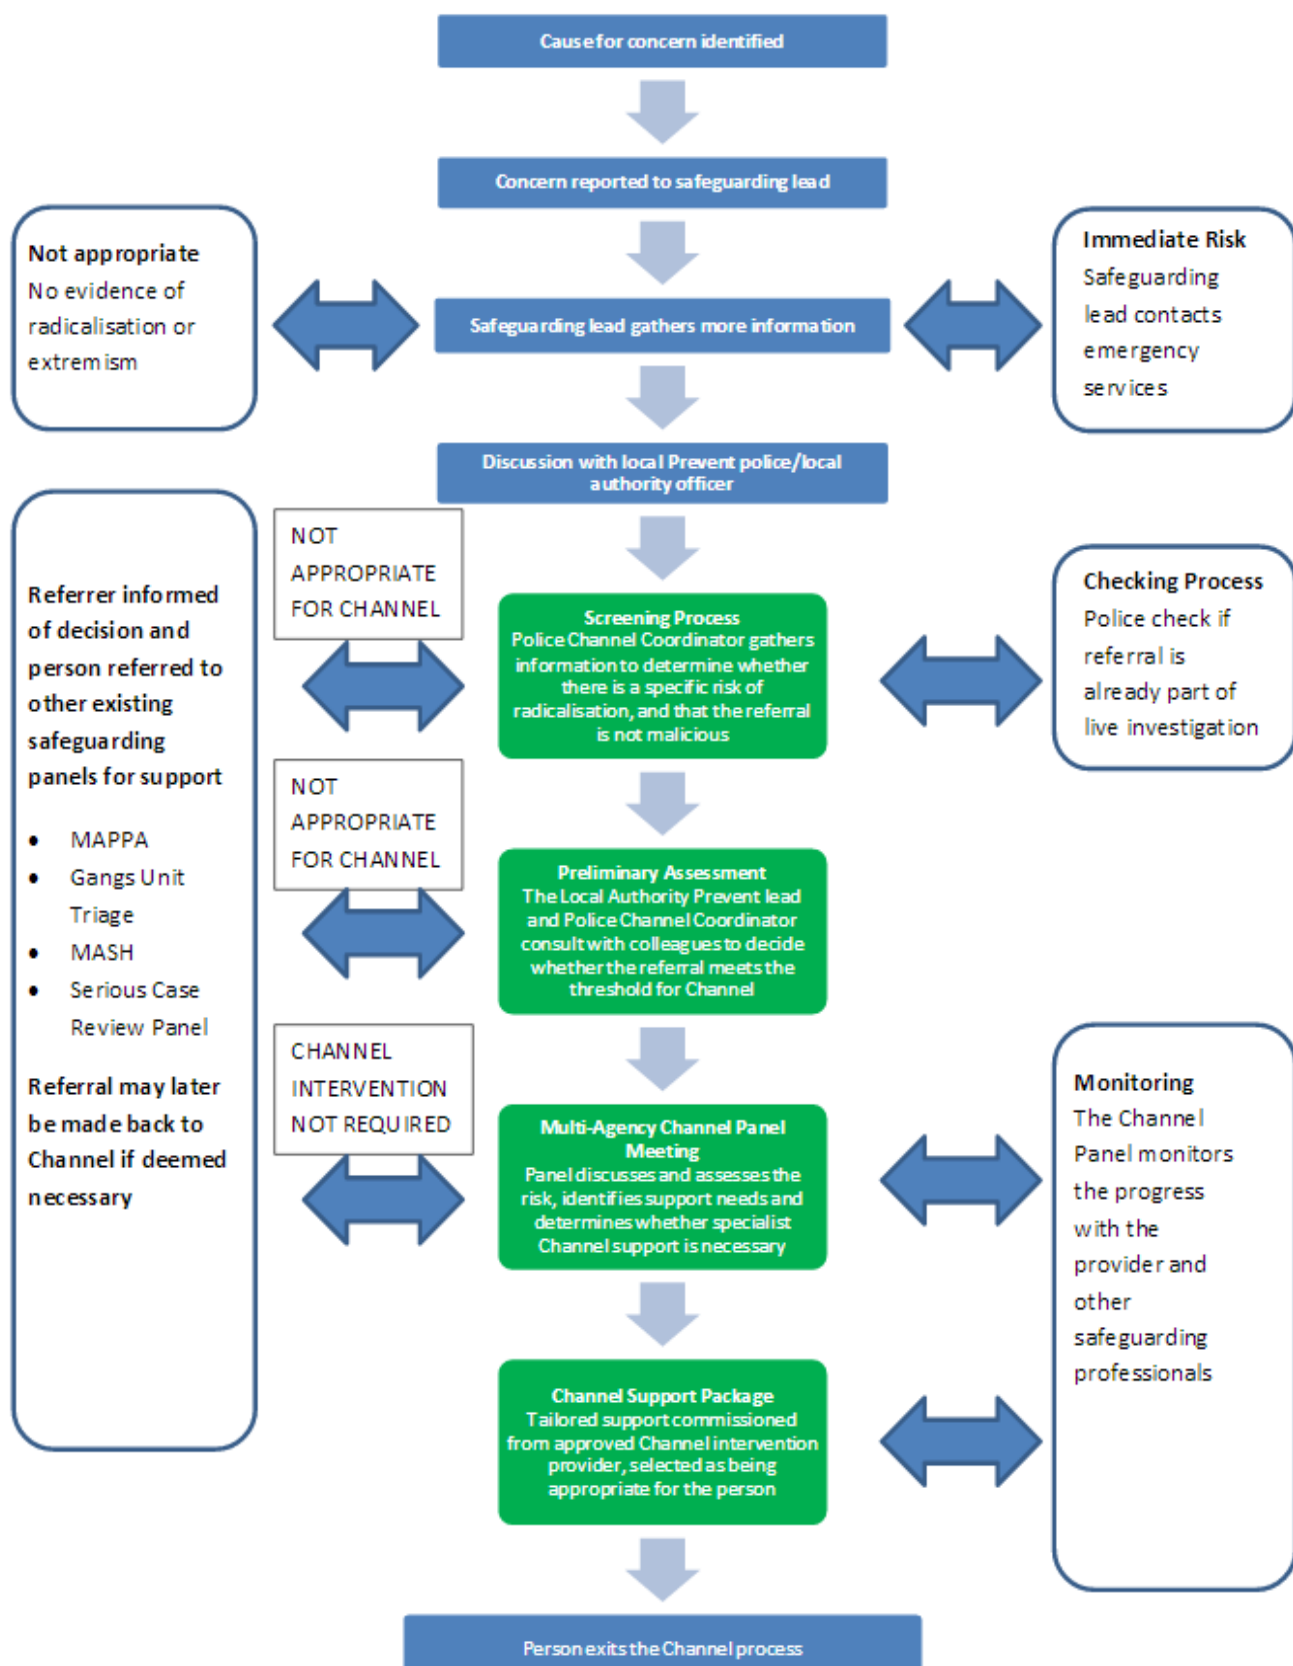 Cause for concern identified
Concern reported to safeguarding lead
Not appropriate
No evidence of
radicalisation or
extremism
Safeguarding lead gathers more information
Immediate Risk
Safeguarding
lead contacts
emergency
services
Discussion with local Prevent police/local
authority officer
Referrer informed
of decision and
person referred to
other existing
safeguarding
panels for support
• MAPPA
• Gangs Unit
Triage
• MASH
• Serious Case
Review Panel
Referral may later
be made back to
Channel if deemed
necessary
NOT
APPROPRIATE
FOR CHANNEL
Screening Process
Police Channel Coordinator gathers
information to determine whether
there is a specific risk of
radicalisation, and that the referral
is not malicious
Checking Process
Police check if
referral is
already part of
live investigation
NOT
APPROPRIATE
FOR CHANNEL
Preliminary Assessment
The Local Authority Prevent lead
and Police Channel Coordinator
consult with colleagues to decide
whether the referral meets the
threshold for Channel
CHANNEL
INTERVENTION
NOT REQUIRED
Multi-Agency Channel Panel
Meeting
Panel discusses and assesses the
risk, identifies support needs and
determines whether specialist
Channel support is necessary
Monitoring
The Channel
Panel monitors
the progress
with the
provider and
other
safeguarding
professionals
Channel Support Package
Tailored support commissioned
from approved Channel intervention
provider, selected as being
appropriate for the person
Person exits the Channel process